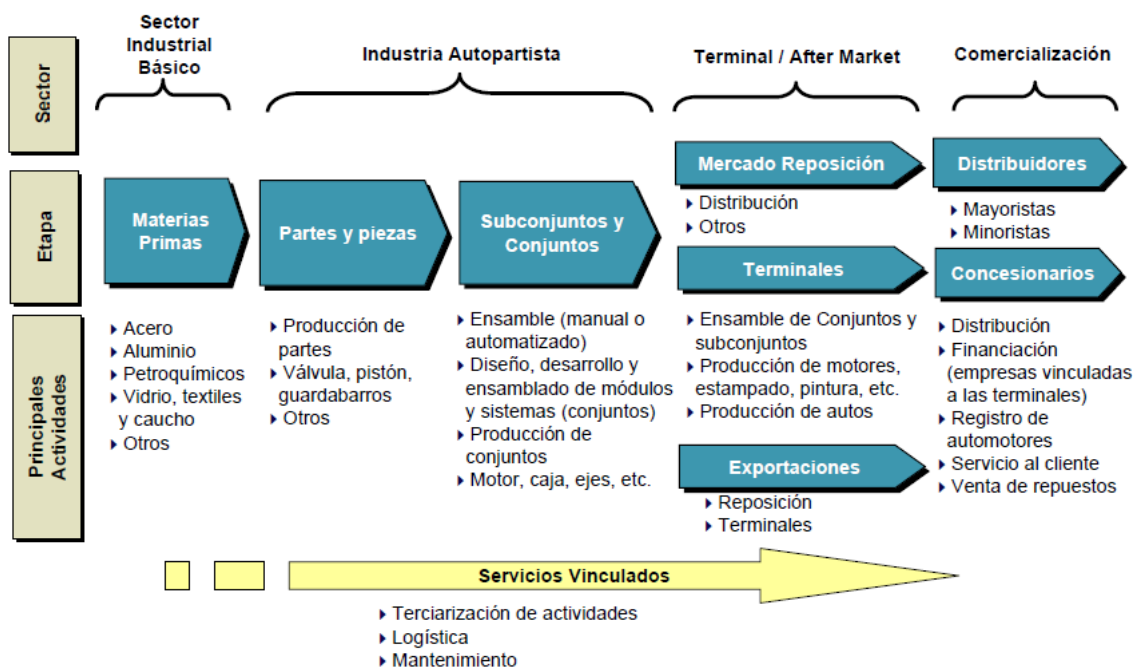 Sector
Industrial
Básico
Industria Autopartista
Terminal / After Market
Comercialización
Sector
Etapa
Materias
Primas
Partes y piezas
Subconjuntos y
Conjuntos
Mercado Reposición
Distribución
Otros
Terminales
Distribuidores
Mayoristas
Minoristas
Concesionarios
Principales
Actividades
Acero
Aluminio
Petroquímicos
Vidrio, textiles
y caucho
Otros
Producción de
partes
Válvula, pistón,
guardabarros
Otros
Ensamble (manual o
automatizado)
Diseño, desarrollo y
ensamblado de módulos
y sistemas (conjuntos)
Producción de
conjuntos
Motor, caja, ejes, etc.
Ensamble de Conjuntos y
subconjuntos
Producción de motores,
estampado, pintura, etc.
Producción de autos
Exportaciones
Reposición
Terminales
Distribución
Financiación
(empresas vinculadas
a las terminales)
Registro de
automotores
Servicio al cliente
Venta de repuestos
Servicios Vinculados
Terciarización de actividades
Logística
Mantenimiento